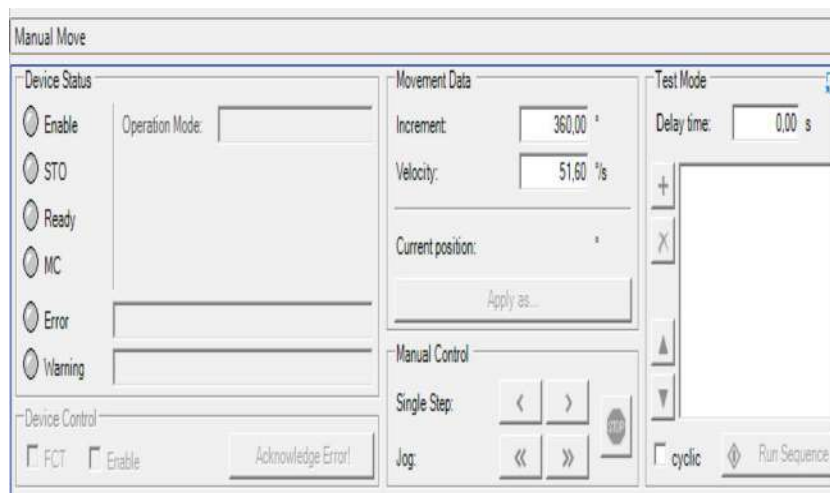 Manual Move
Device Status
Enable
Operation Mode:
STO
Ready
MC
Error
Warning
Device Control
FCT
Enable
Acknowledge Error!
Movement Data
Increment:
360,00 °
Velocity:
51,60 °/s
Current position: °
Apply as...
Manual Control
Single Step:
< >
STOP
Jog:
« »
Test Mode
Delay time: 0,00 s
cyclic
Run Sequence